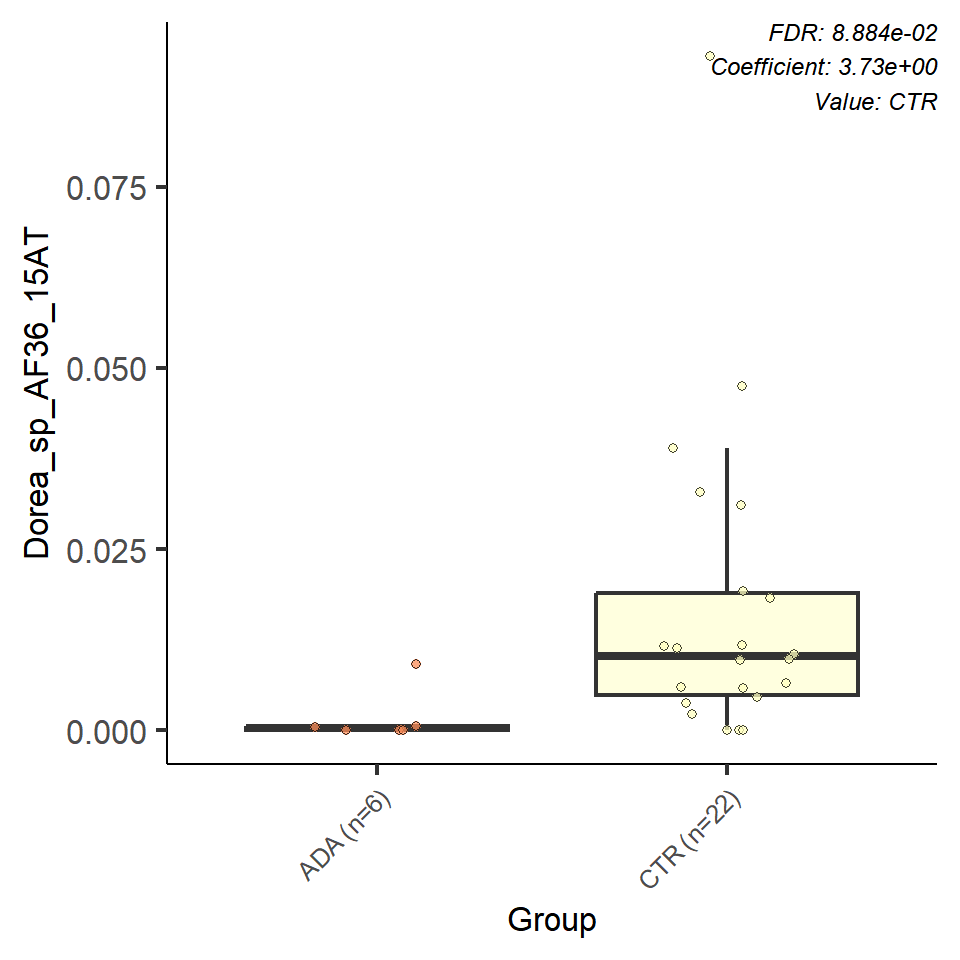 FDR: 8.884e-02
Coefficient: 3.73e+00
Value: CTR
Dorea_sp_AF36_15AT
0.075
0.050
0.025
0.000
ADA (n=6)
CTR (n=22)
Group